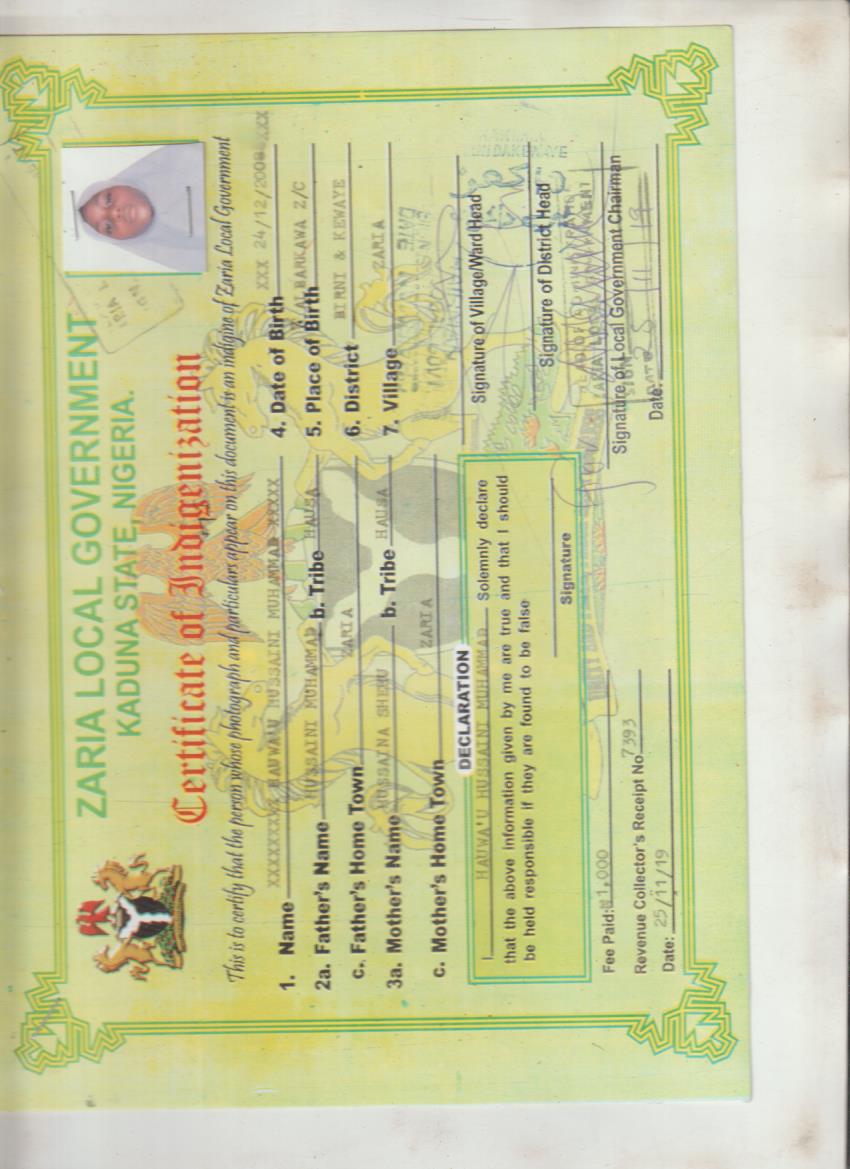 ZARIA LOCAL GOVERNMENT
KADUNA STATE, NIGERIA.
Certificate of Indigenization
This is to certify that the person whose photograph and particulars appear on this document is an indigine of Zaria Local Government
1. Name XXXXXXXXX HAUWA'U HUSSAINI MUHAMMAD XXXXX
4. Date of Birth XXX 24/12/2008 XXX
2a. Father's Name HUSSAINI MUHAMMAD b. Tribe HAUSA
5. Place of Birth ALBARKAWA Z/C
c. Father's Home Town ZARIA
6. District BIRNI & KEWAYE
3a. Mother's Name HUSSAINA SHEHU b. Tribe HAUSA
7. Village ZARIA
c. Mother's Home Town ZARIA
DECLARATION
I HAUWA'U HUSSAINI MUHAMMAD Solemnly declare
that the above information given by me are true and that I should
be held responsible if they are found to be false
Signature
Signature of Village/Ward Head
Signature of District Head
Fee Paid: ₦1,000
Revenue Collector's Receipt No 7393
Date: 25/11/19
Signature of Local Government Chairman
Date: